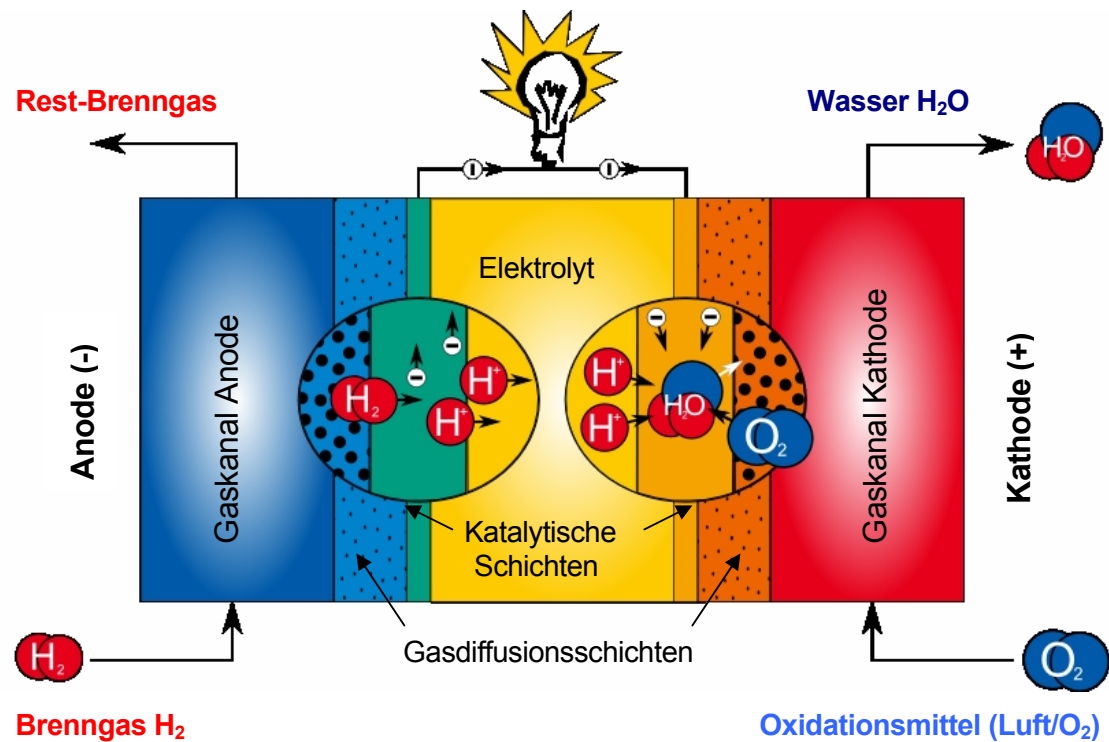 Rest-Brenngas
Wasser H₂O
H₂O
Elektrolyt
Anode (-)
Gaskanal Anode
Gaskanal Kathode
Kathode (+)
H₂
H⁺
H⁺
H⁺
H⁺
H₂O
O₂
Katalytische
Schichten
Gasdiffusionsschichten
H₂
O₂
Brenngas H₂
Oxidationsmittel (Luft/O₂)